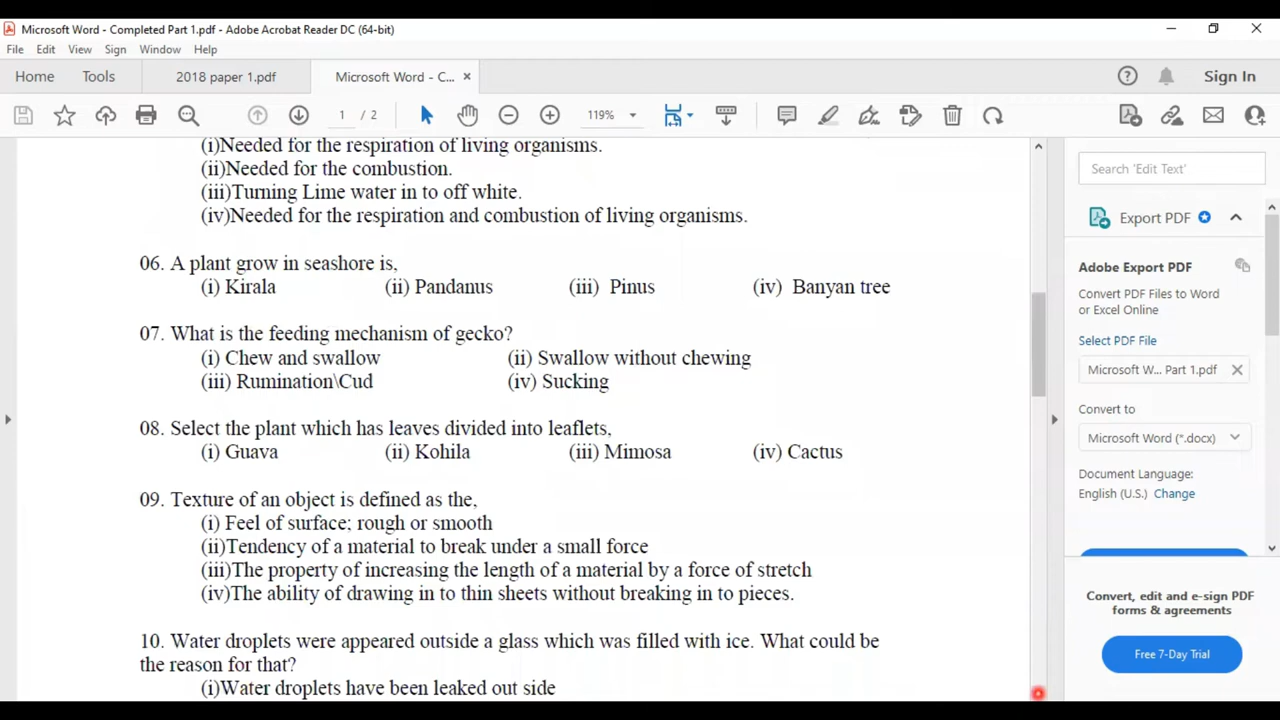 Microsoft Word - Completed Part 1.pdf - Adobe Acrobat Reader DC (64-bit)
File Edit View Sign Window Help
Home Tools 2018 paper 1.pdf Microsoft Word - C... × Sign In
1 / 2 119%
(i)Needed for the respiration of living organisms.
(ii)Needed for the combustion.
(iii)Turning Lime water in to off white.
(iv)Needed for the respiration and combustion of living organisms.
06. A plant grow in seashore is,
(i) Kirala (ii) Pandanus (iii) Pinus (iv) Banyan tree
07. What is the feeding mechanism of gecko?
(i) Chew and swallow (ii) Swallow without chewing
(iii) Rumination\Cud (iv) Sucking
08. Select the plant which has leaves divided into leaflets,
(i) Guava (ii) Kohila (iii) Mimosa (iv) Cactus
09. Texture of an object is defined as the,
(i) Feel of surface; rough or smooth
(ii)Tendency of a material to break under a small force
(iii)The property of increasing the length of a material by a force of stretch
(iv)The ability of drawing in to thin sheets without breaking in to pieces.
10. Water droplets were appeared outside a glass which was filled with ice. What could be
the reason for that?
(i)Water droplets have been leaked out side
Search 'Edit Text'
Export PDF
Adobe Export PDF
Convert PDF Files to Word
or Excel Online
Select PDF File
Microsoft W... Part 1.pdf
Convert to
Microsoft Word (*.docx)
Document Language:
English (U.S.) Change
Convert, edit and e-sign PDF
forms & agreements
Free 7-Day Trial